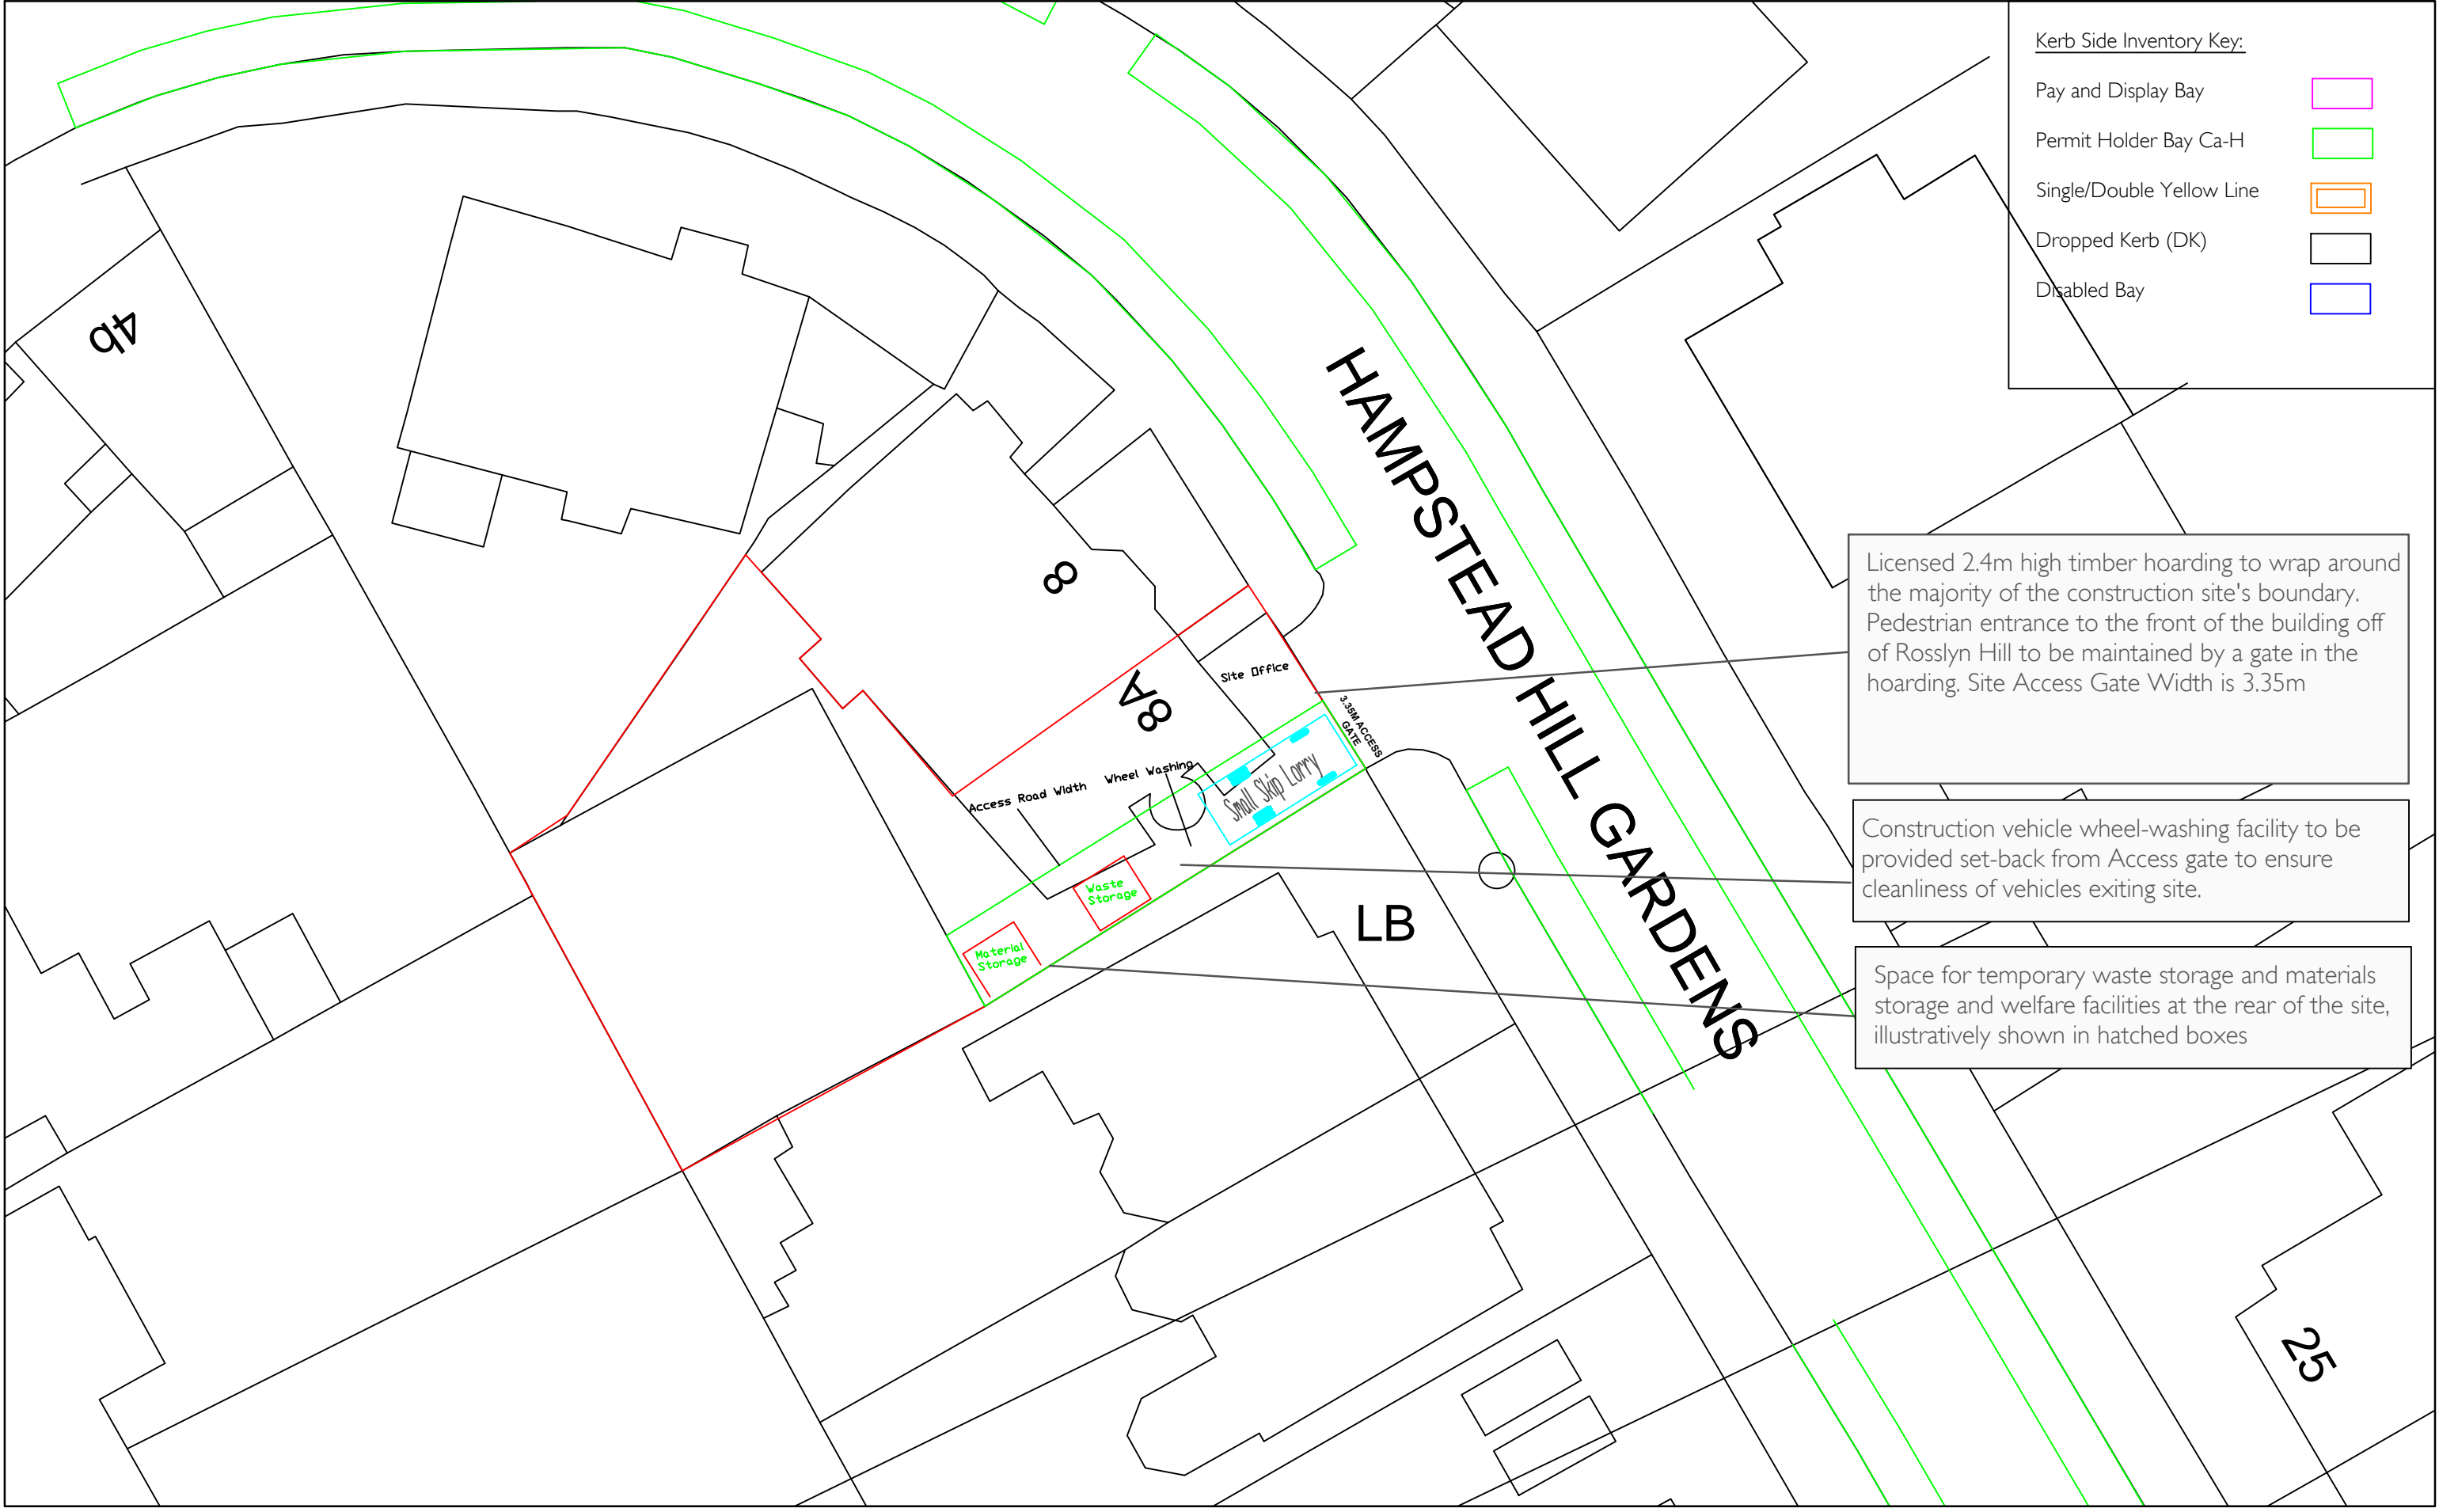 Kerb Side Inventory Key:
Pay and Display Bay
Permit Holder Bay Ca-H
Single/Double Yellow Line
Dropped Kerb (DK)
Disabled Bay
4b
8
8A
HAMPSTEAD HILL GARDENS
Site Office
3.35M ACCESS
GATE
Small Skip Lorry
Wheel Washing
Access Road Width
Waste
Storage
Material
Storage
LB
25
Licensed 2.4m high timber hoarding to wrap around
the majority of the construction site's boundary.
Pedestrian entrance to the front of the building off
of Rosslyn Hill to be maintained by a gate in the
hoarding. Site Access Gate Width is 3.35m
Construction vehicle wheel-washing facility to be
provided set-back from Access gate to ensure
cleanliness of vehicles exiting site.
Space for temporary waste storage and materials
storage and welfare facilities at the rear of the site,
illustratively shown in hatched boxes